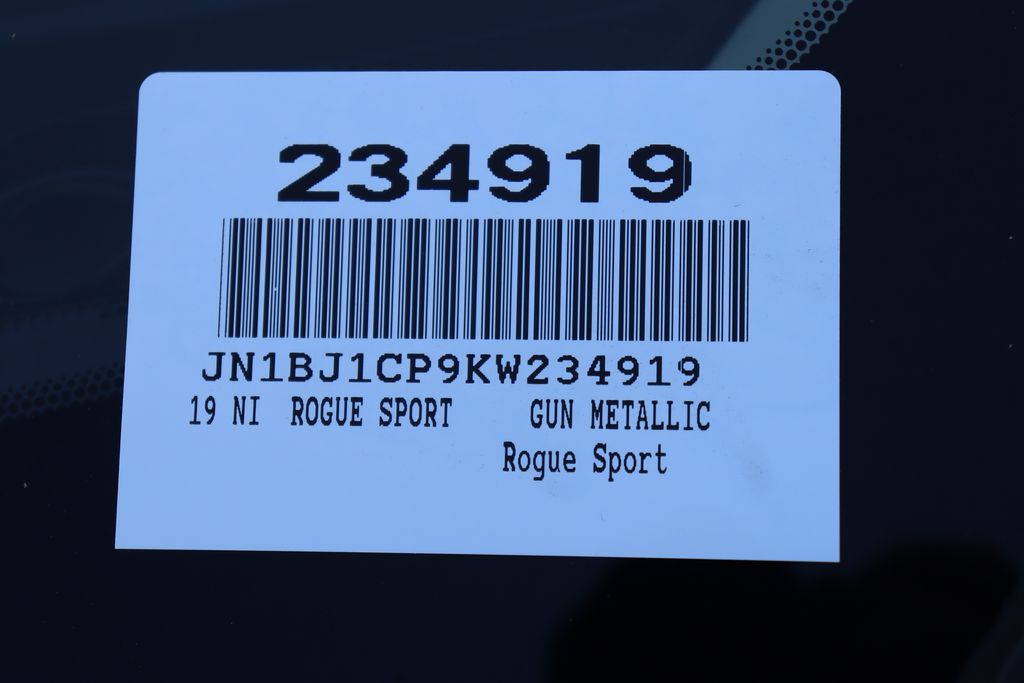 234919
JN1BJ1CP9KW234919
19 NI ROGUE SPORT GUN METALLIC
Rogue Sport